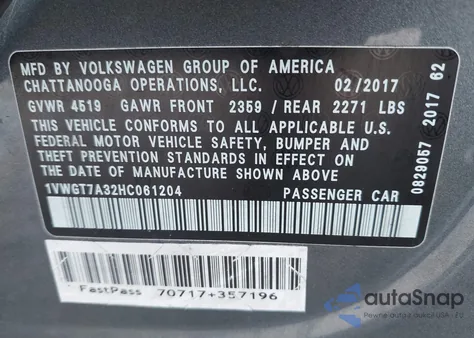 MFD BY VOLKSWAGEN GROUP OF AMERICA
CHATTANOOGA OPERATIONS, LLC. 02/2017
GVWR 4519 GAWR FRONT 2359 / REAR 2271 LBS
THIS VEHICLE CONFORMS TO ALL APPLICABLE U.S.
FEDERAL MOTOR VEHICLE SAFETY, BUMPER AND
THEFT PREVENTION STANDARDS IN EFFECT ON
THE DATE OF MANUFACTURE SHOWN ABOVE
1VWGT7A32HC061204 PASSENGER CAR
0829057 2017 62
FastPass 70717+357196
autoSnap